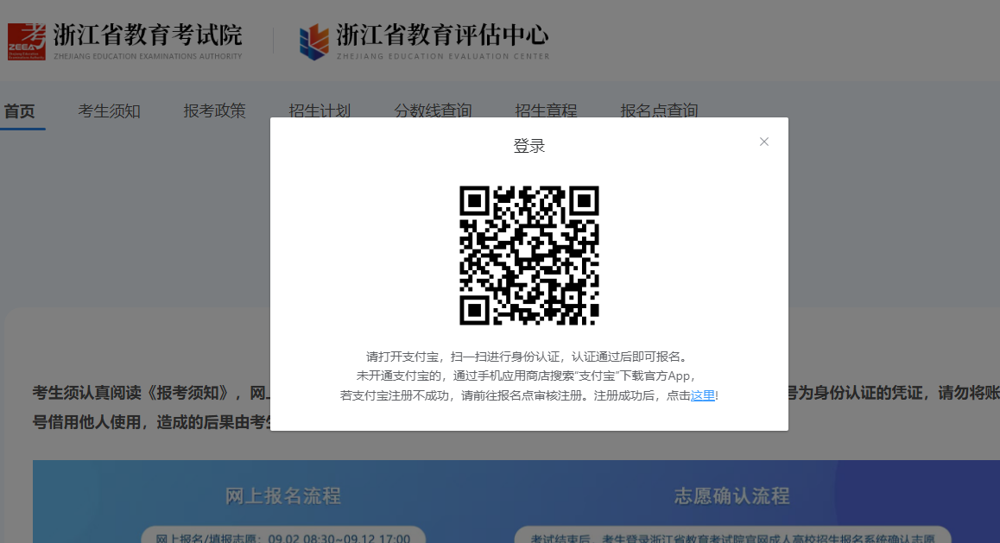 考 浙江省教育考试院 浙江省教育评估中心
ZEEA ZHEJIANG EDUCATION EXAMINATIONS AUTHORITY ZHEJIANG EDUCATION EVALUATION CENTER
首页 考生须知 报考政策 招生计划 分数线查询 招生章程 报名点查询
登录
请打开支付宝，扫一扫进行身份认证，认证通过后即可报名。
未开通支付宝的，通过手机应用商店搜索“支付宝”下载官方App，
若支付宝注册不成功，请前往报名点审核注册。注册成功后，点击这里!
考生须认真阅读《报考须知》，网上 号为身份认证的凭证，请勿将账
号借用他人使用，造成的后果由考生
网上报名流程 志愿确认流程
网上报名/填报志愿：09.02 08:30~09.12 17:00 考试结束后，考生登录浙江省教育考试院官网成人高校招生报名系统确认志愿